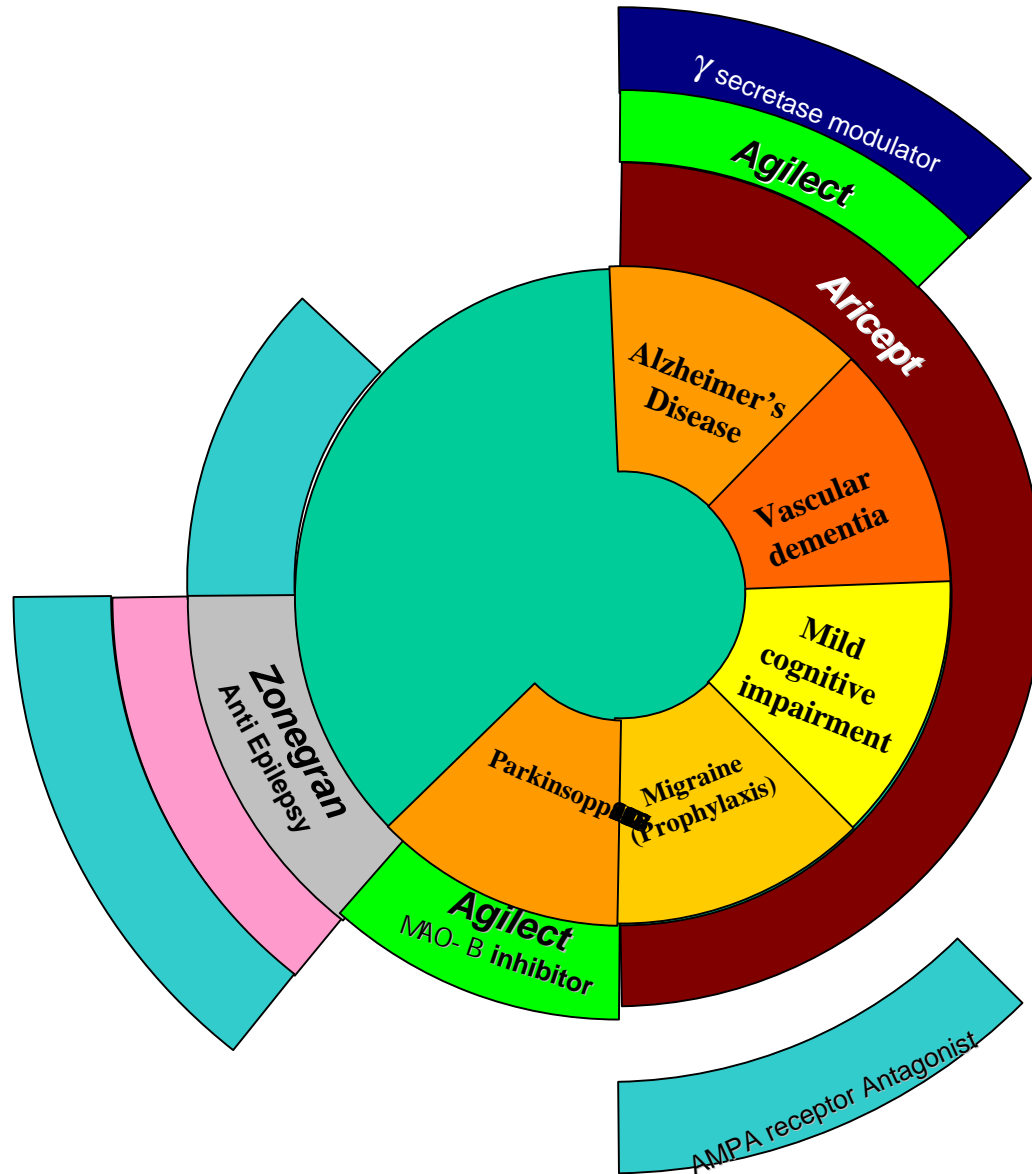 γ secretase modulator
Agilect
Aricept
Alzheimer’s
Disease
Vascular
dementia
Mild
cognitive
impairment
Migraine
(Prophylaxis)
Zonegran
Anti Epilepsy
Agilect
MAO- B inhibitor
AMPA receptor Antagonist